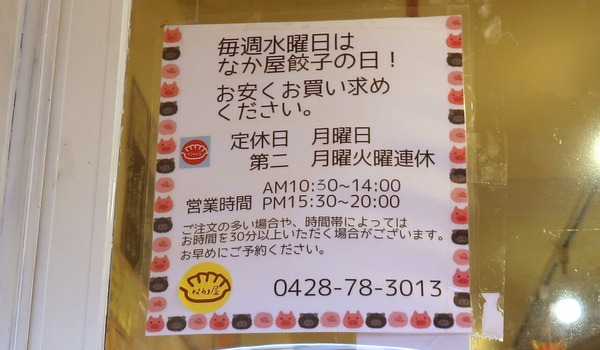 毎週水曜日は
なか屋餃子の日!
お安くお買い求め
ください。
定休日 月曜日
第二 月曜火曜連休
AM10:30~14:00
営業時間 PM15:30~20:00
ご注文の多い場合や、時間帯によっては
お時間を30分以上いただく場合がございます。
お早めにご予約ください。
なか屋
0428-78-3013